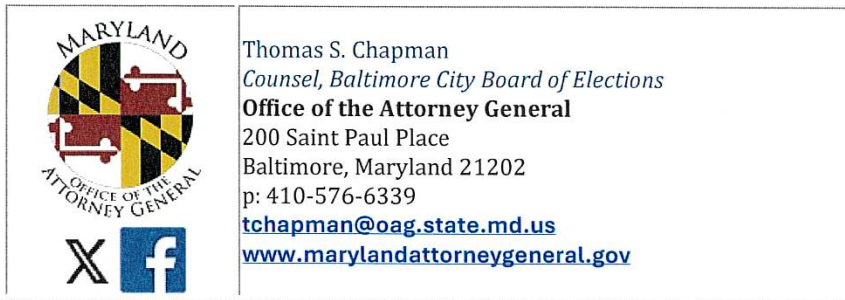 MARYLAND
OFFICE OF THE
ATTORNEY GENERAL
Thomas S. Chapman
Counsel, Baltimore City Board of Elections
Office of the Attorney General
200 Saint Paul Place
Baltimore, Maryland 21202
p: 410-576-6339
tchapman@oag.state.md.us
www.marylandattorneygeneral.gov